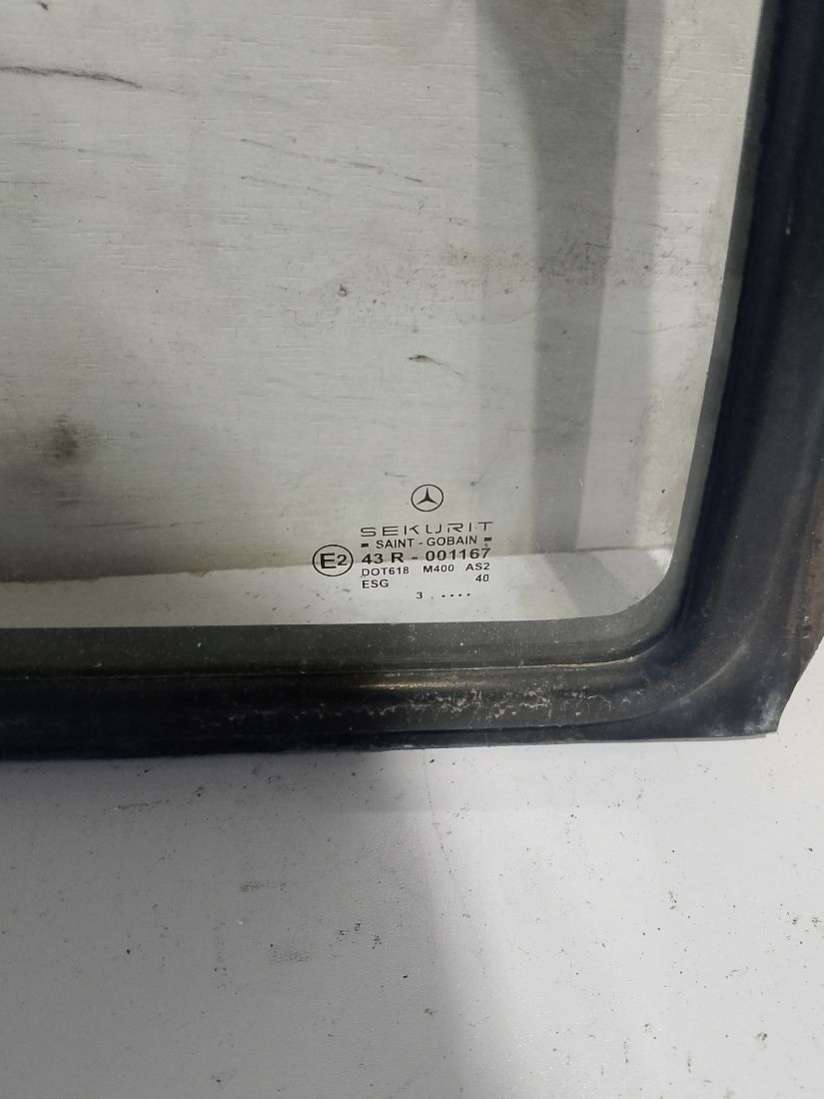 SEKURIT
SAINT - GOBAIN
E2 43 R - 001167
DOT618 M400 AS2
ESG 40
3 . ....